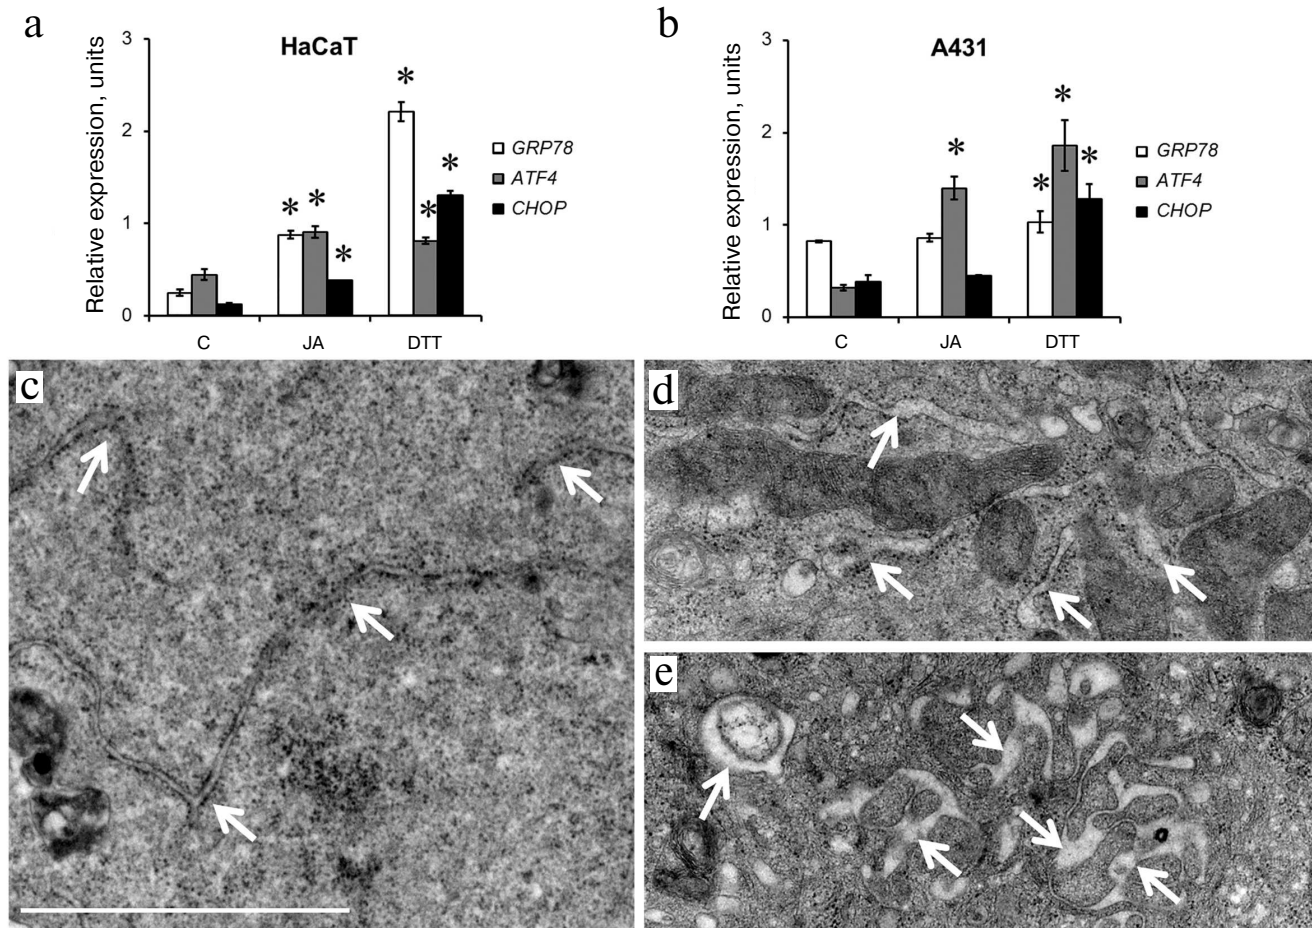 a
HaCaT
Relative expression, units
3
2
1
0
* * * * * *
C JA DTT
GRP78
ATF4
CHOP
b
A431
Relative expression, units
3
2
1
0
* * * *
C JA DTT
GRP78
ATF4
CHOP
c
d
e